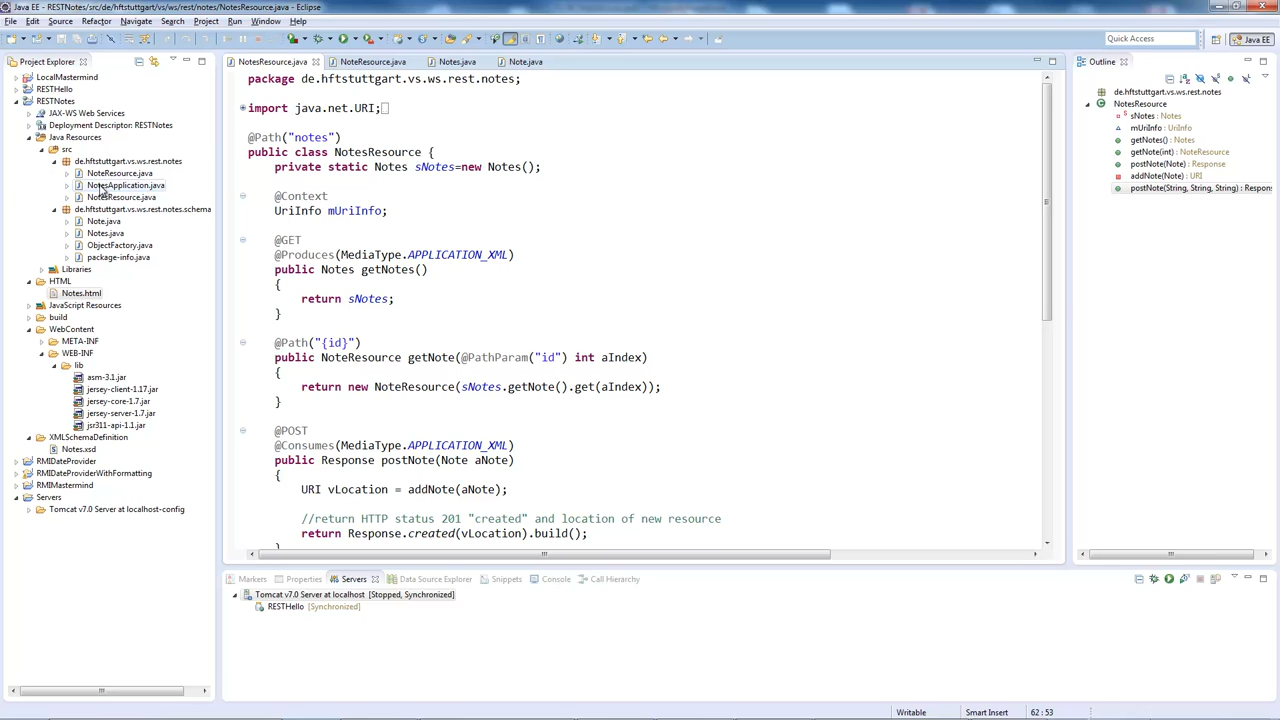 Java EE - RESTNotes/src/de/hftstuttgart/vs/ws/rest/notes/NotesResource.java - Eclipse
File Edit Source Refactor Navigate Search Project Run Window Help
Quick Access
Java EE
Project Explorer
LocalMastermind
RESTHello
RESTNotes
JAX-WS Web Services
Deployment Descriptor: RESTNotes
Java Resources
src
de.hftstuttgart.vs.ws.rest.notes
NoteResource.java
NotesApplication.java
NotesResource.java
de.hftstuttgart.vs.ws.rest.notes.schema
Note.java
Notes.java
ObjectFactory.java
package-info.java
Libraries
HTML
Notes.html
JavaScript Resources
build
WebContent
META-INF
WEB-INF
lib
asm-3.1.jar
jersey-client-1.17.jar
jersey-core-1.7.jar
jersey-server-1.7.jar
jsr311-api-1.1.jar
XMLSchemaDefinition
Notes.xsd
RMIDateProvider
RMIDateProviderWithFormatting
RMIMastermind
Servers
Tomcat v7.0 Server at localhost-config
NotesResource.java NoteResource.java Notes.java Note.java
package de.hftstuttgart.vs.ws.rest.notes;
import java.net.URI;
@Path("notes")
public class NotesResource {
private static Notes sNotes=new Notes();
@Context
UriInfo mUriInfo;
@GET
@Produces(MediaType.APPLICATION_XML)
public Notes getNotes()
{
return sNotes;
}
@Path("{id}")
public NoteResource getNote(@PathParam("id") int aIndex)
{
return new NoteResource(sNotes.getNote().get(aIndex));
}
@POST
@Consumes(MediaType.APPLICATION_XML)
public Response postNote(Note aNote)
{
URI vLocation = addNote(aNote);
//return HTTP status 201 "created" and location of new resource
return Response.created(vLocation).build();
Outline
de.hftstuttgart.vs.ws.rest.notes
NotesResource
sNotes : Notes
mUriInfo : UriInfo
getNotes() : Notes
getNote(int) : NoteResource
postNote(Note) : Response
addNote(Note) : URI
postNote(String, String, String) : Respon
Markers Properties Servers Data Source Explorer Snippets Console Call Hierarchy
Tomcat v7.0 Server at localhost [Stopped, Synchronized]
RESTHello [Synchronized]
Writable Smart Insert 62 : 53